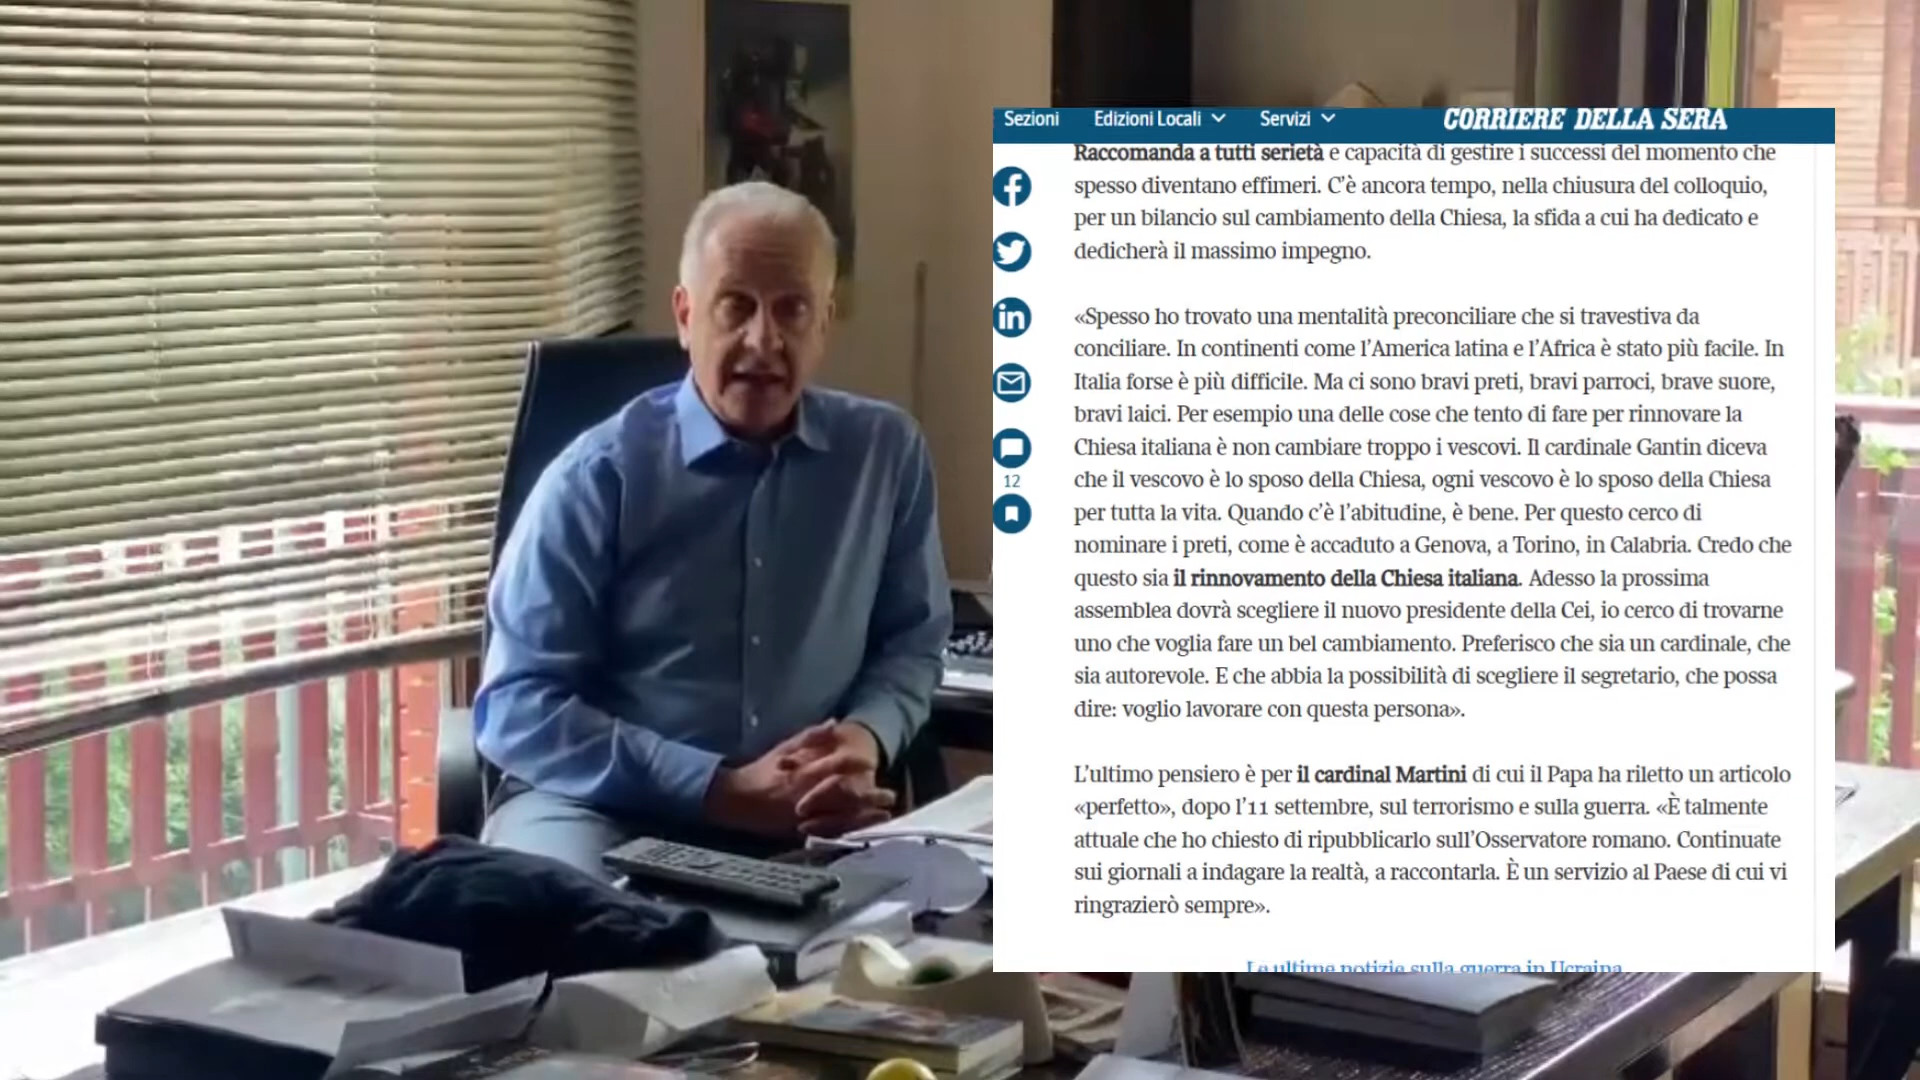 Sezioni
Edizioni Locali
Servizi
CORRIERE DELLA SERA
Raccomanda a tutti serietà e capacità di gestire i successi del momento che
spesso diventano effimeri. C’è ancora tempo, nella chiusura del colloquio,
per un bilancio sul cambiamento della Chiesa, la sfida a cui ha dedicato e
dedicherà il massimo impegno.
«Spesso ho trovato una mentalità preconciliare che si travestiva da
conciliare. In continenti come l’America latina e l’Africa è stato più facile. In
Italia forse è più difficile. Ma ci sono bravi preti, bravi parroci, brave suore,
bravi laici. Per esempio una delle cose che tento di fare per rinnovare la
Chiesa italiana è non cambiare troppo i vescovi. Il cardinale Gantin diceva
che il vescovo è lo sposo della Chiesa, ogni vescovo è lo sposo della Chiesa
per tutta la vita. Quando c’è l’abitudine, è bene. Per questo cerco di
nominare i preti, come è accaduto a Genova, a Torino, in Calabria. Credo che
questo sia il rinnovamento della Chiesa italiana. Adesso la prossima
assemblea dovrà scegliere il nuovo presidente della Cei, io cerco di trovarne
uno che voglia fare un bel cambiamento. Preferisco che sia un cardinale, che
sia autorevole. E che abbia la possibilità di scegliere il segretario, che possa
dire: voglio lavorare con questa persona».
L’ultimo pensiero è per il cardinal Martini di cui il Papa ha riletto un articolo
«perfetto», dopo l’11 settembre, sul terrorismo e sulla guerra. «È talmente
attuale che ho chiesto di ripubblicarlo sull’Osservatore romano. Continuate
sui giornali a indagare la realtà, a raccontarla. È un servizio al Paese di cui vi
ringrazierò sempre».
Le ultime notizie sulla guerra in Ucraina
12